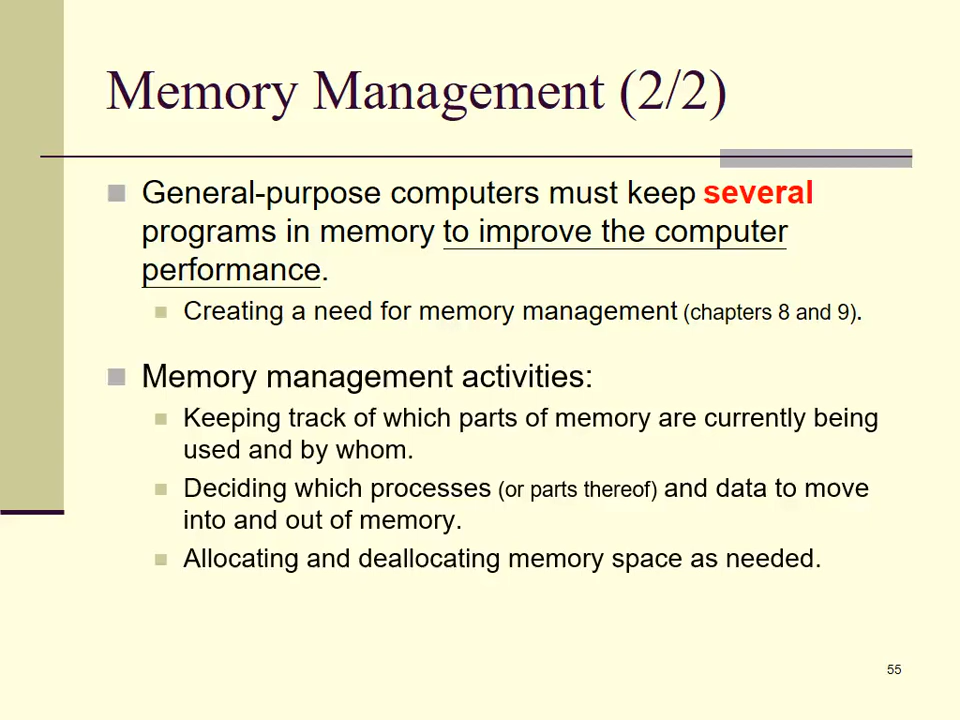 Memory Management (2/2)
General-purpose computers must keep several
programs in memory to improve the computer
performance.
Creating a need for memory management (chapters 8 and 9).
Memory management activities:
Keeping track of which parts of memory are currently being
used and by whom.
Deciding which processes (or parts thereof) and data to move
into and out of memory.
Allocating and deallocating memory space as needed.
55